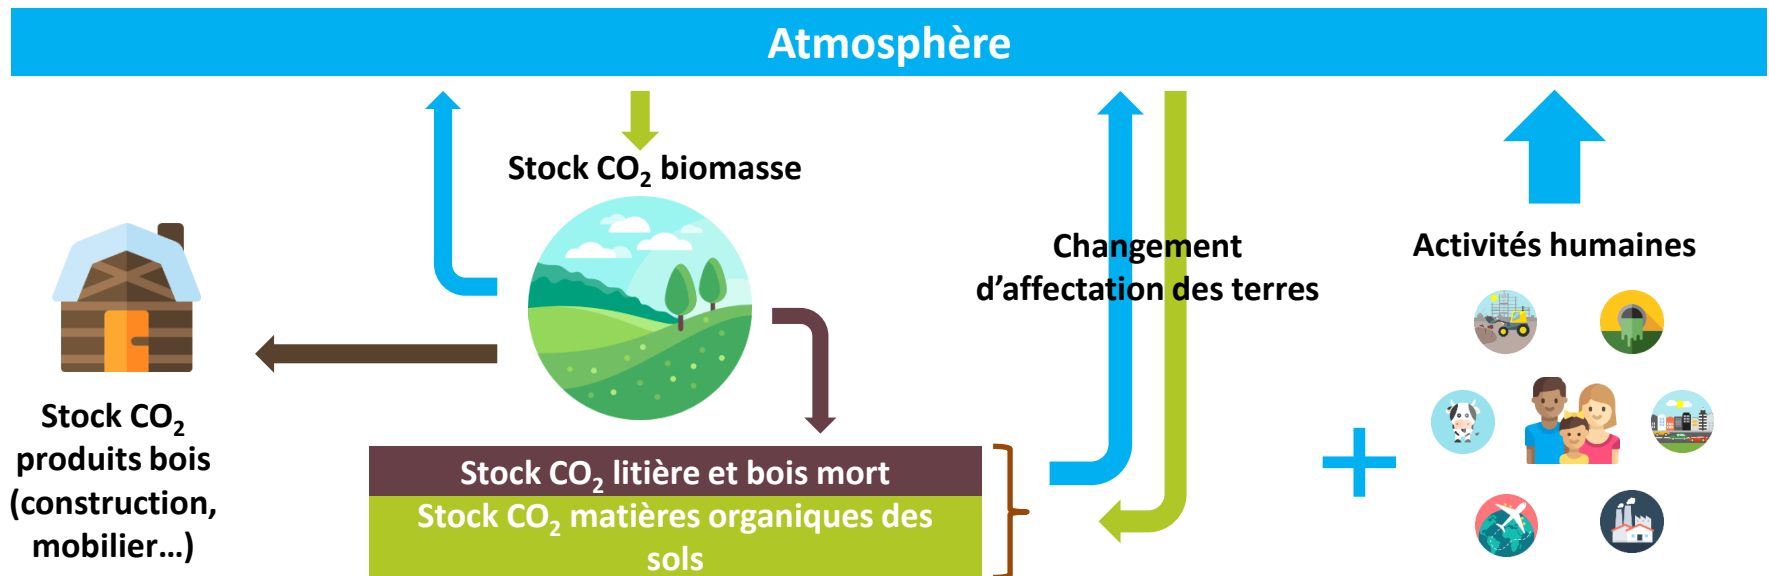 Atmosphère
Stock CO₂ biomasse
Changement
d’affectation des terres
Activités humaines
Stock CO₂
produits bois
(construction,
mobilier…)
Stock CO₂ litière et bois mort
Stock CO₂ matières organiques des
sols